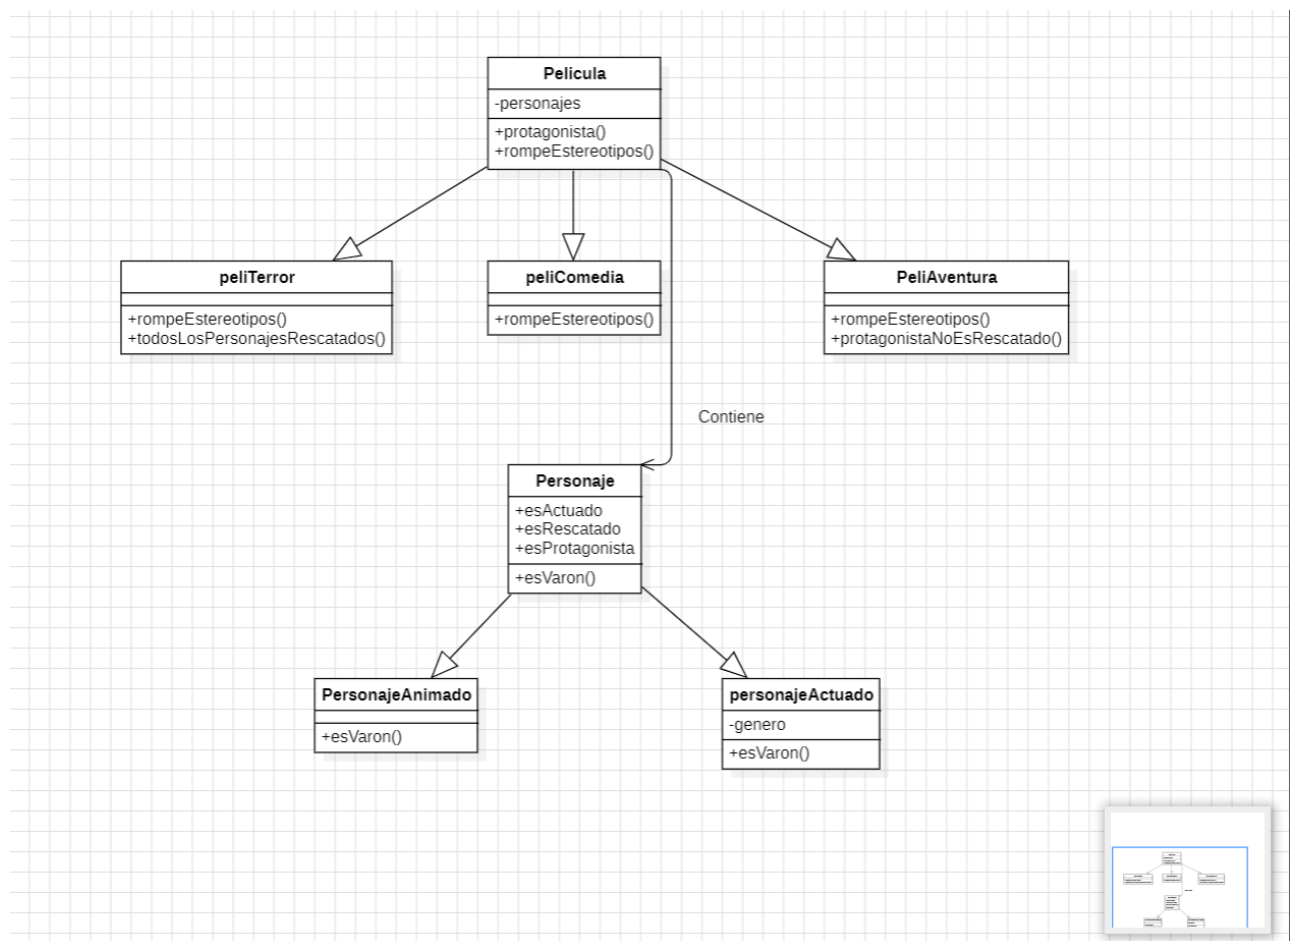 Pelicula
-personajes
+protagonista()
+rompeEstereotipos()
peliTerror
+rompeEstereotipos()
+todosLosPersonajesRescatados()
peliComedia
+rompeEstereotipos()
PeliAventura
+rompeEstereotipos()
+protagonistaNoEsRescatado()
Contiene
Personaje
+esActuado
+esRescatado
+esProtagonista
+esVaron()
PersonajeAnimado
+esVaron()
personajeActuado
-genero
+esVaron()